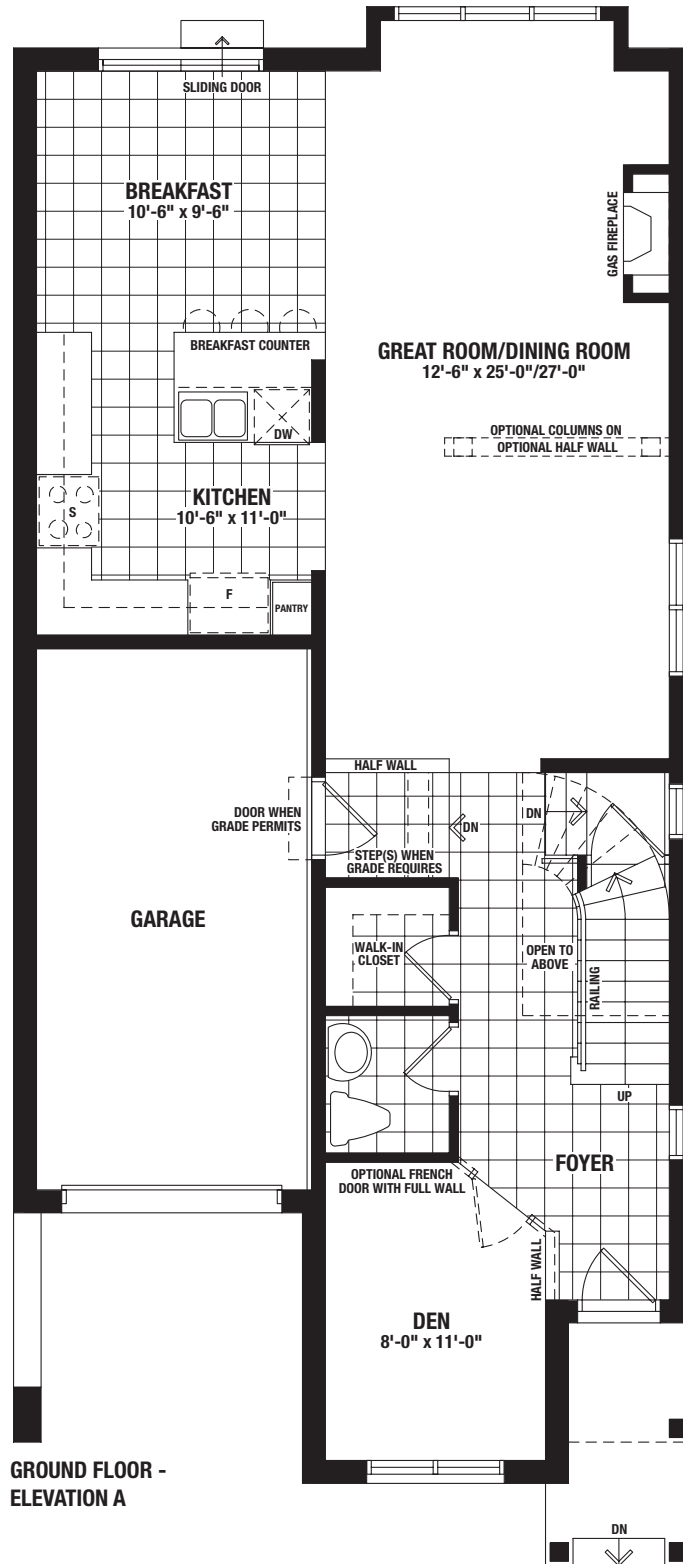 SLIDING DOOR
BREAKFAST
10'-6" x 9'-6"
GAS FIREPLACE
BREAKFAST COUNTER
GREAT ROOM/DINING ROOM
12'-6" x 25'-0"/27'-0"
DW
OPTIONAL COLUMNS ON
OPTIONAL HALF WALL
KITCHEN
10'-6" x 11'-0"
S
F
PANTRY
HALF WALL
DOOR WHEN
GRADE PERMITS
DN
DN
STEP(S) WHEN
GRADE REQUIRES
GARAGE
WALK-IN
CLOSET
OPEN TO
ABOVE
RAILING
UP
FOYER
OPTIONAL FRENCH
DOOR WITH FULL WALL
HALF WALL
DEN
8'-0" x 11'-0"
GROUND FLOOR -
ELEVATION A
DN